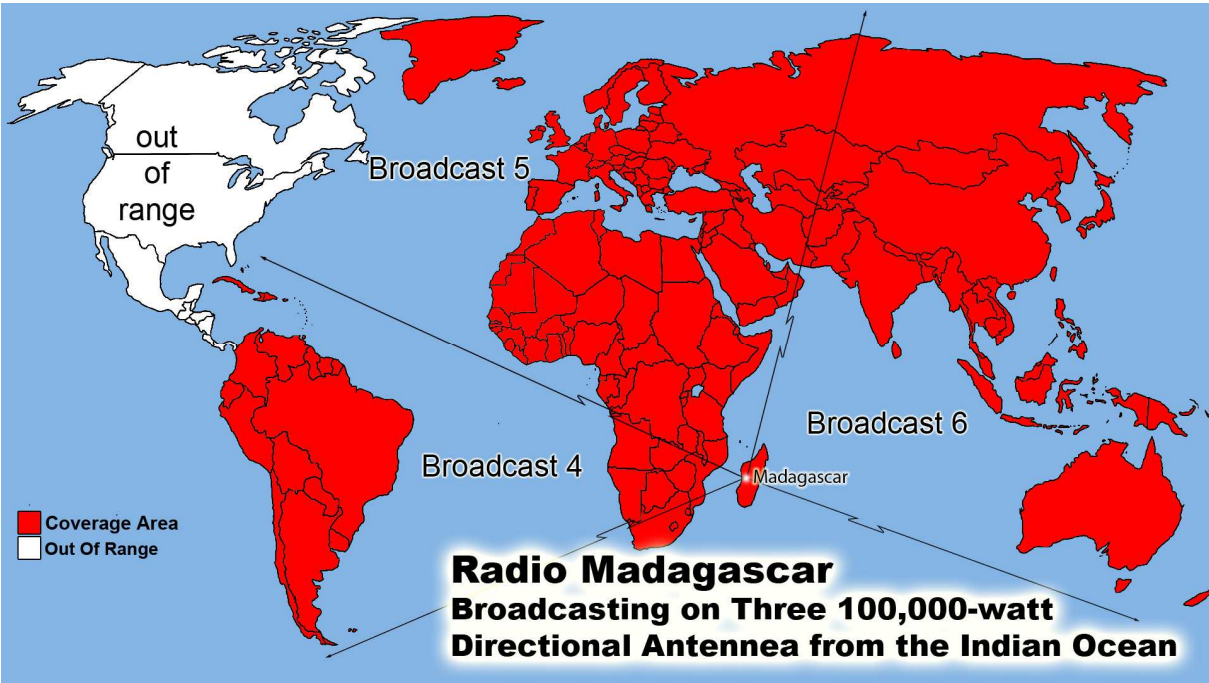 out
of
range
Broadcast 5
Broadcast 6
Broadcast 4
Madagascar
Coverage Area
Out Of Range
Radio Madagascar
Broadcasting on Three 100,000-watt
Directional Antennea from the Indian Ocean